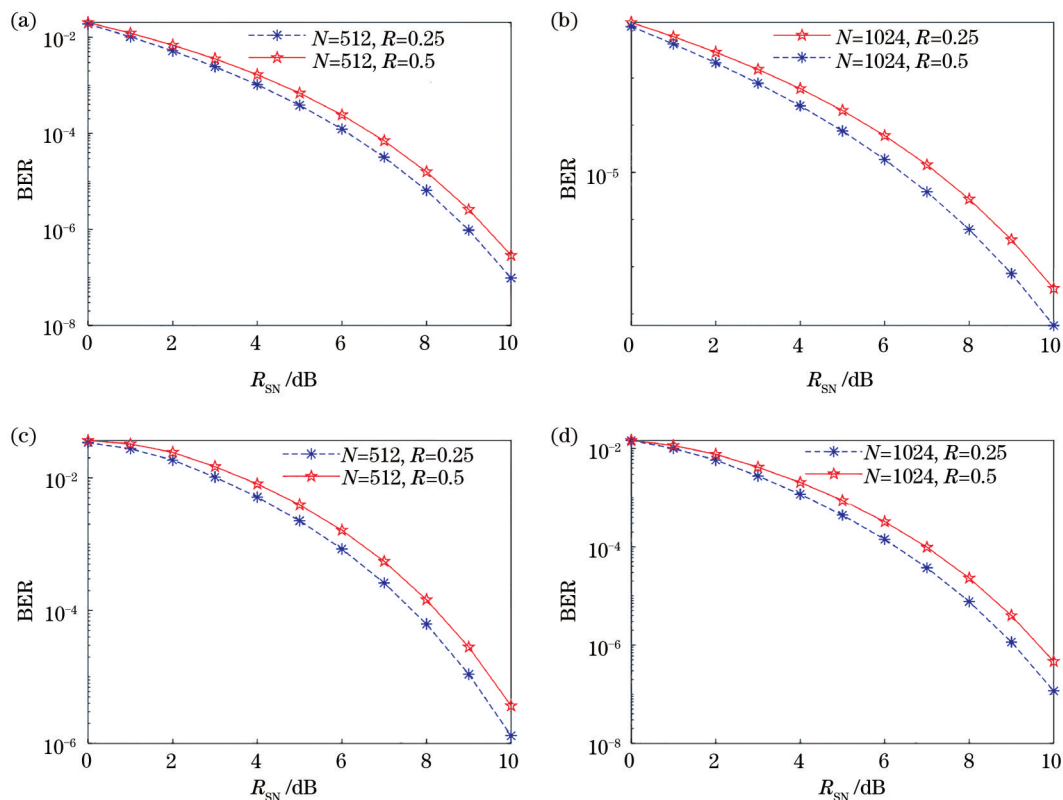 (a)
10⁻²
10⁻⁴
10⁻⁶
10⁻⁸
BER
N=512, R=0.25
N=512, R=0.5
0 2 4 6 8 10
R_SN /dB
(b)
10⁻⁵
BER
N=1024, R=0.25
N=1024, R=0.5
0 2 4 6 8 10
R_SN /dB
(c)
10⁻²
10⁻⁴
10⁻⁶
BER
N=512, R=0.25
N=512, R=0.5
0 2 4 6 8 10
R_SN /dB
(d)
10⁻²
10⁻⁴
10⁻⁶
10⁻⁸
BER
N=1024, R=0.25
N=1024, R=0.5
0 2 4 6 8 10
R_SN /dB